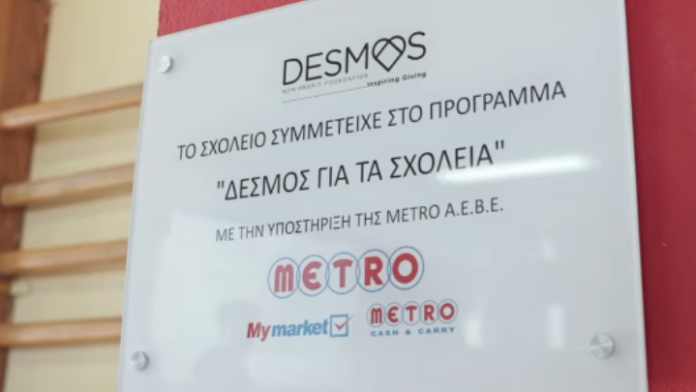 DESMOS
NON-PROFIT FOUNDATION
Inspiring Giving
ΤΟ ΣΧΟΛΕΙΟ ΣΥΜΜΕΤΕΙΧΕ ΣΤΟ ΠΡΟΓΡΑΜΜΑ
"ΔΕΣΜΟΣ ΓΙΑ ΤΑ ΣΧΟΛΕΙΑ"
ΜΕ ΤΗΝ ΥΠΟΣΤΗΡΙΞΗ ΤΗΣ METRO Α.Ε.Β.Ε.
METRO
My market METRO
CASH & CARRY